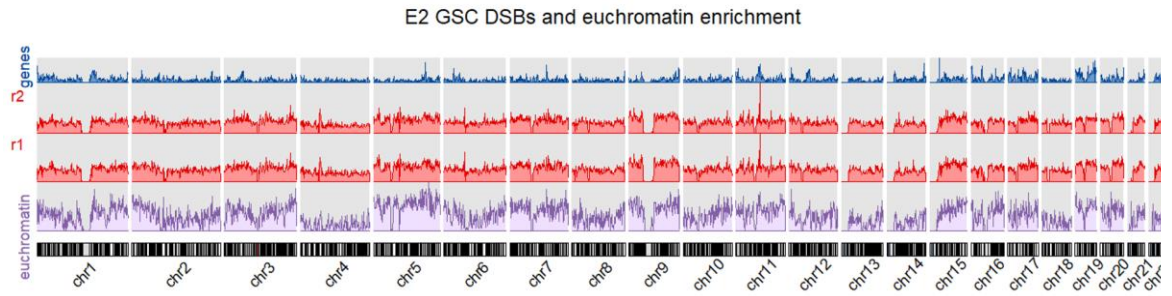 E2 GSC DSBs and euchromatin enrichment
genes
r2
r1
euchromatin
chr1 chr2 chr3 chr4 chr5 chr6 chr7 chr8 chr9 chr10 chr11 chr12 chr13 chr14 chr15 chr16 chr17 chr18 chr19 chr20 chr21